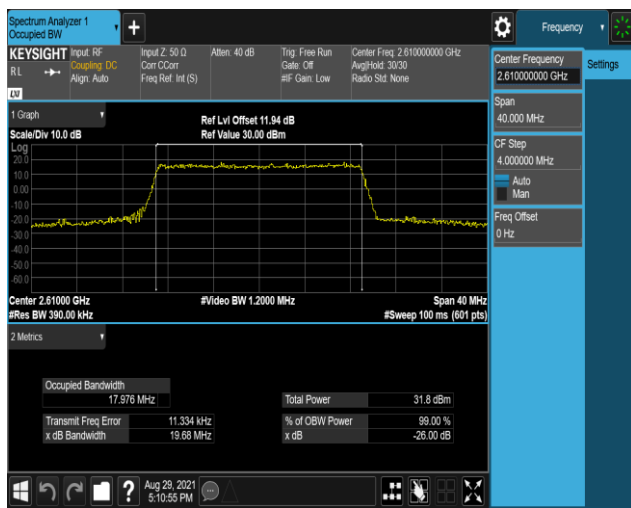 Spectrum Analyzer 1
Occupied BW
+
Frequency
KEYSIGHT
RL
LXI
Input: RF
Coupling: DC
Align: Auto
Input Z: 50 Ω
Corr CCorr
Freq Ref: Int (S)
Atten: 40 dB
Trig: Free Run
Gate: Off
#IF Gain: Low
Center Freq: 2.610000000 GHz
Avg|Hold: 30/30
Radio Std: None
Center Frequency
2.610000000 GHz
Settings
Span
40.000 MHz
CF Step
4.000000 MHz
Auto
Man
Freq Offset
0 Hz
1 Graph
Scale/Div 10.0 dB
Ref Lvl Offset 11.94 dB
Ref Value 30.00 dBm
Log
20.0
10.0
0.00
-10.0
-20.0
-30.0
-40.0
-50.0
-60.0
Center 2.61000 GHz
#Video BW 1.2000 MHz
Span 40 MHz
#Res BW 390.00 kHz
#Sweep 100 ms (601 pts)
2 Metrics
Occupied Bandwidth
17.976 MHz
Total Power 31.8 dBm
Transmit Freq Error 11.334 kHz
% of OBW Power 99.00 %
x dB Bandwidth 19.68 MHz
x dB -26.00 dB
?
Aug 29, 2021
5:10:55 PM